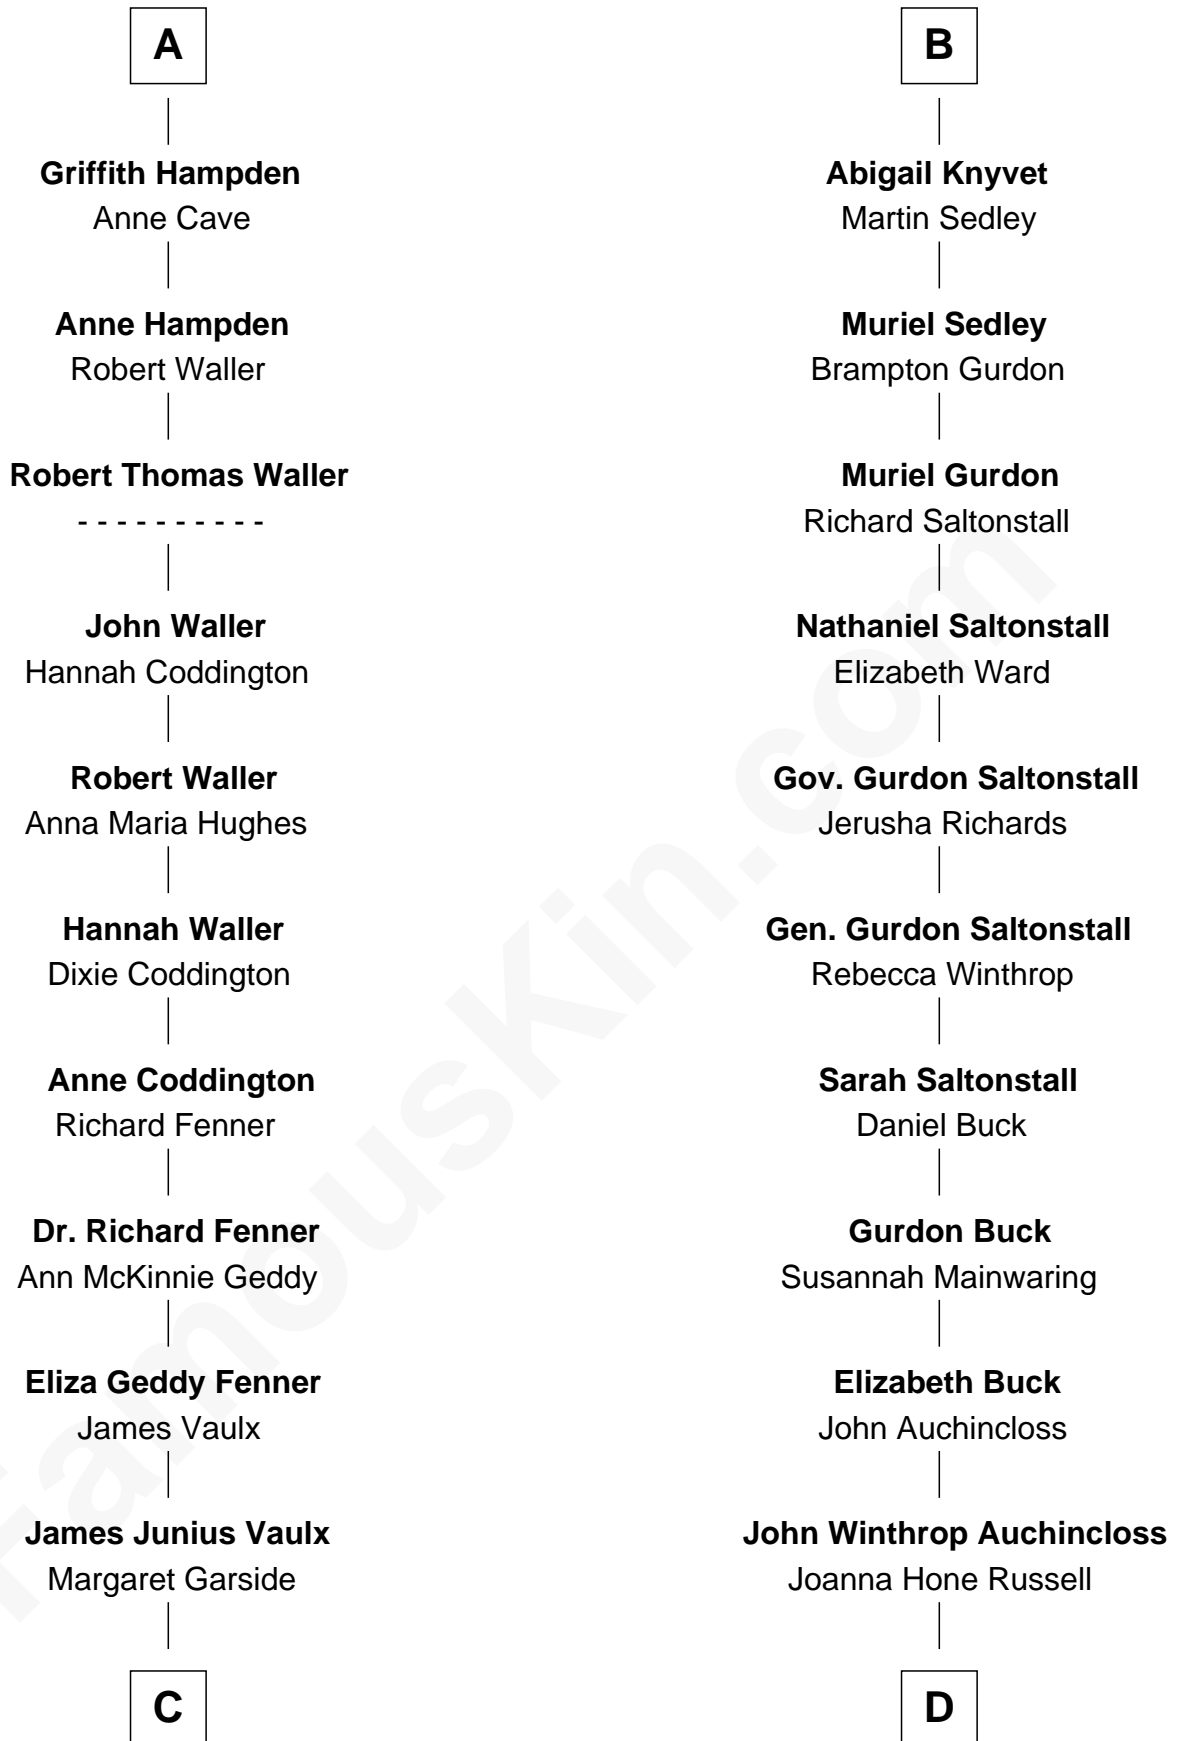 A
Griffith Hampden
Anne Cave
Anne Hampden
Robert Waller
Robert Thomas Waller
- - - - - - - - - -
John Waller
Hannah Coddington
Robert Waller
Anna Maria Hughes
Hannah Waller
Dixie Coddington
Anne Coddington
Richard Fenner
Dr. Richard Fenner
Ann McKinnie Geddy
Eliza Geddy Fenner
James Vaulx
James Junius Vaulx
Margaret Garside
C
B
Abigail Knyvet
Martin Sedley
Muriel Sedley
Brampton Gurdon
Muriel Gurdon
Richard Saltonstall
Nathaniel Saltonstall
Elizabeth Ward
Gov. Gurdon Saltonstall
Jerusha Richards
Gen. Gurdon Saltonstall
Rebecca Winthrop
Sarah Saltonstall
Daniel Buck
Gurdon Buck
Susannah Mainwaring
Elizabeth Buck
John Auchincloss
John Winthrop Auchincloss
Joanna Hone Russell
D
FamousKin.com